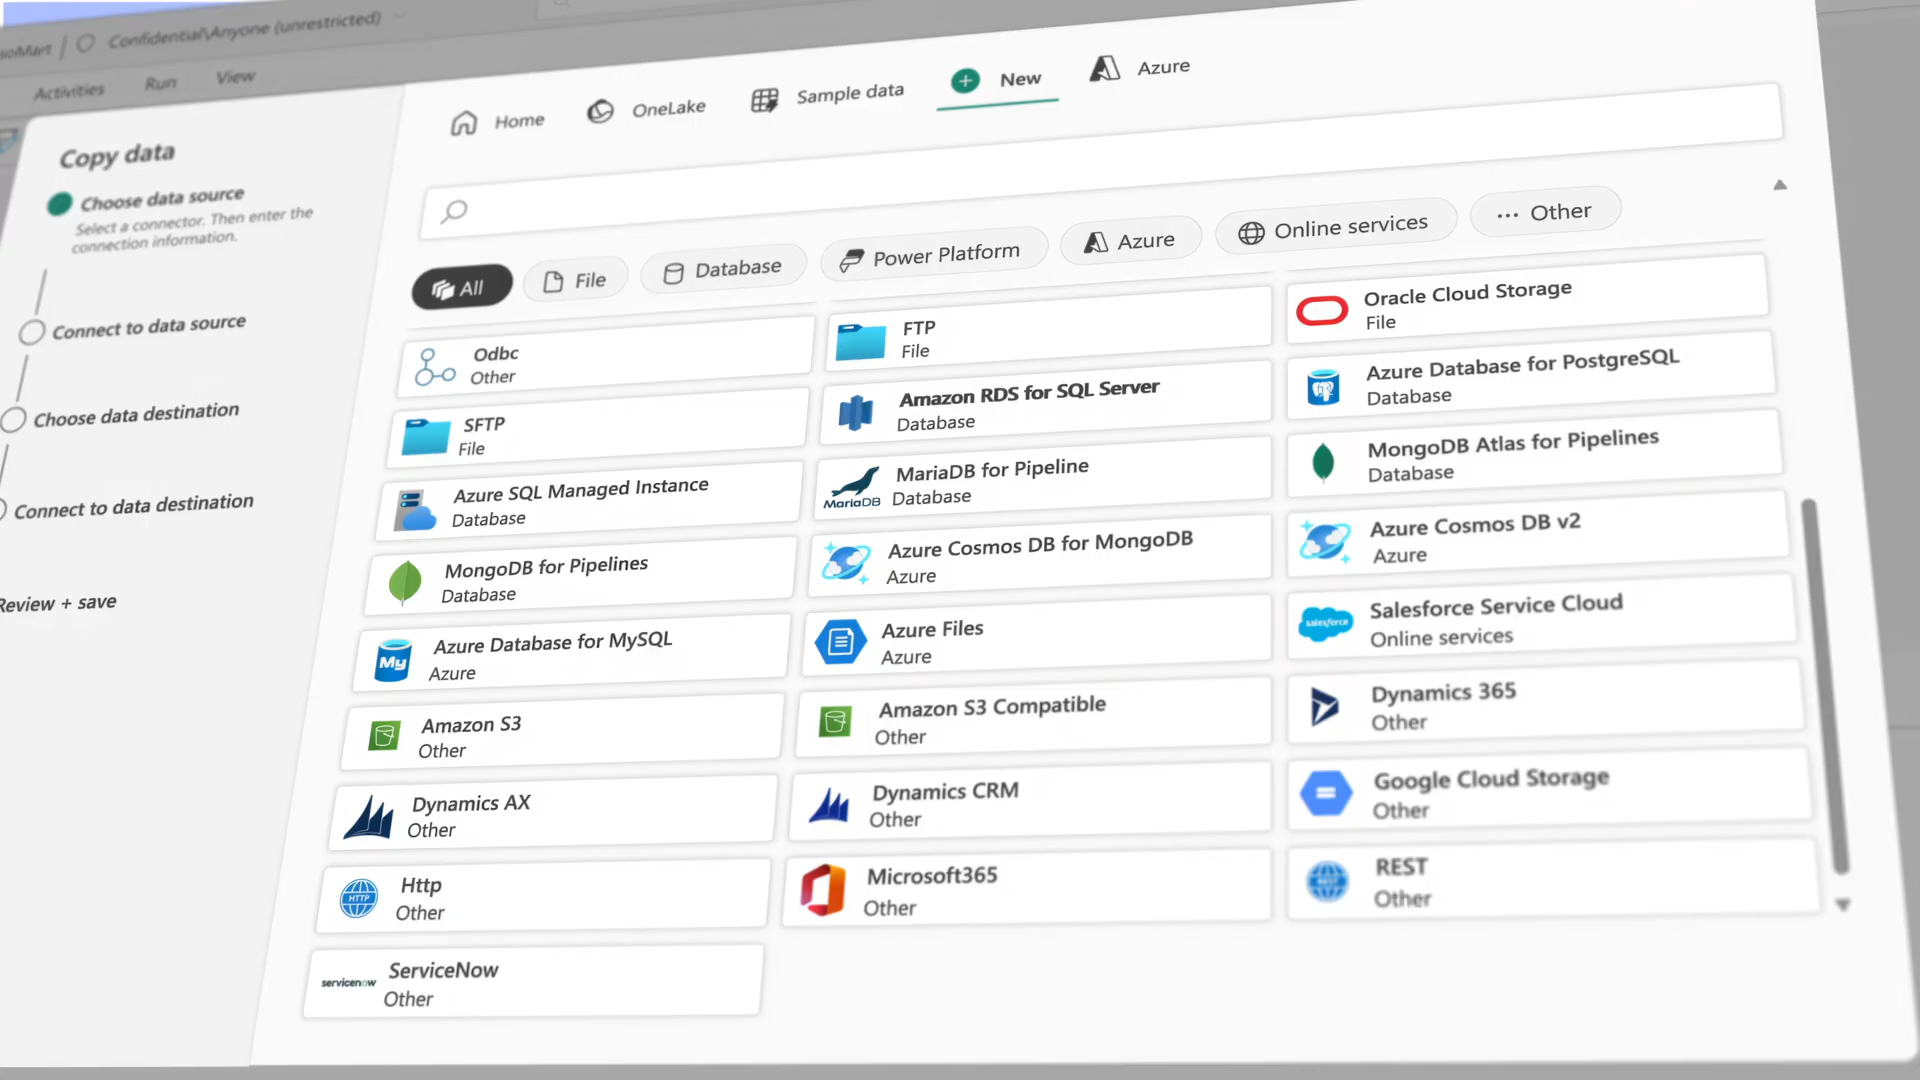 Confidential\Anyone (unrestricted)
Activities Run View
Home OneLake Sample data New Azure
Copy data
Choose data source
Select a connector. Then enter the
connection information.
Connect to data source
Choose data destination
Connect to data destination
Review + save
All File Database Power Platform Azure Online services Other
Odbc
Other
FTP
File
Oracle Cloud Storage
File
SFTP
File
Amazon RDS for SQL Server
Database
Azure Database for PostgreSQL
Database
Azure SQL Managed Instance
Database
MariaDB
MariaDB for Pipeline
Database
MongoDB Atlas for Pipelines
Database
MongoDB for Pipelines
Database
Azure Cosmos DB for MongoDB
Azure
Azure Cosmos DB v2
Azure
My
Azure Database for MySQL
Azure
Azure Files
Azure
salesforce
Salesforce Service Cloud
Online services
Amazon S3
Other
Amazon S3 Compatible
Other
Dynamics 365
Other
Dynamics AX
Other
Dynamics CRM
Other
Google Cloud Storage
Other
HTTP
Http
Other
Microsoft365
Other
REST
REST
Other
servicenow
ServiceNow
Other